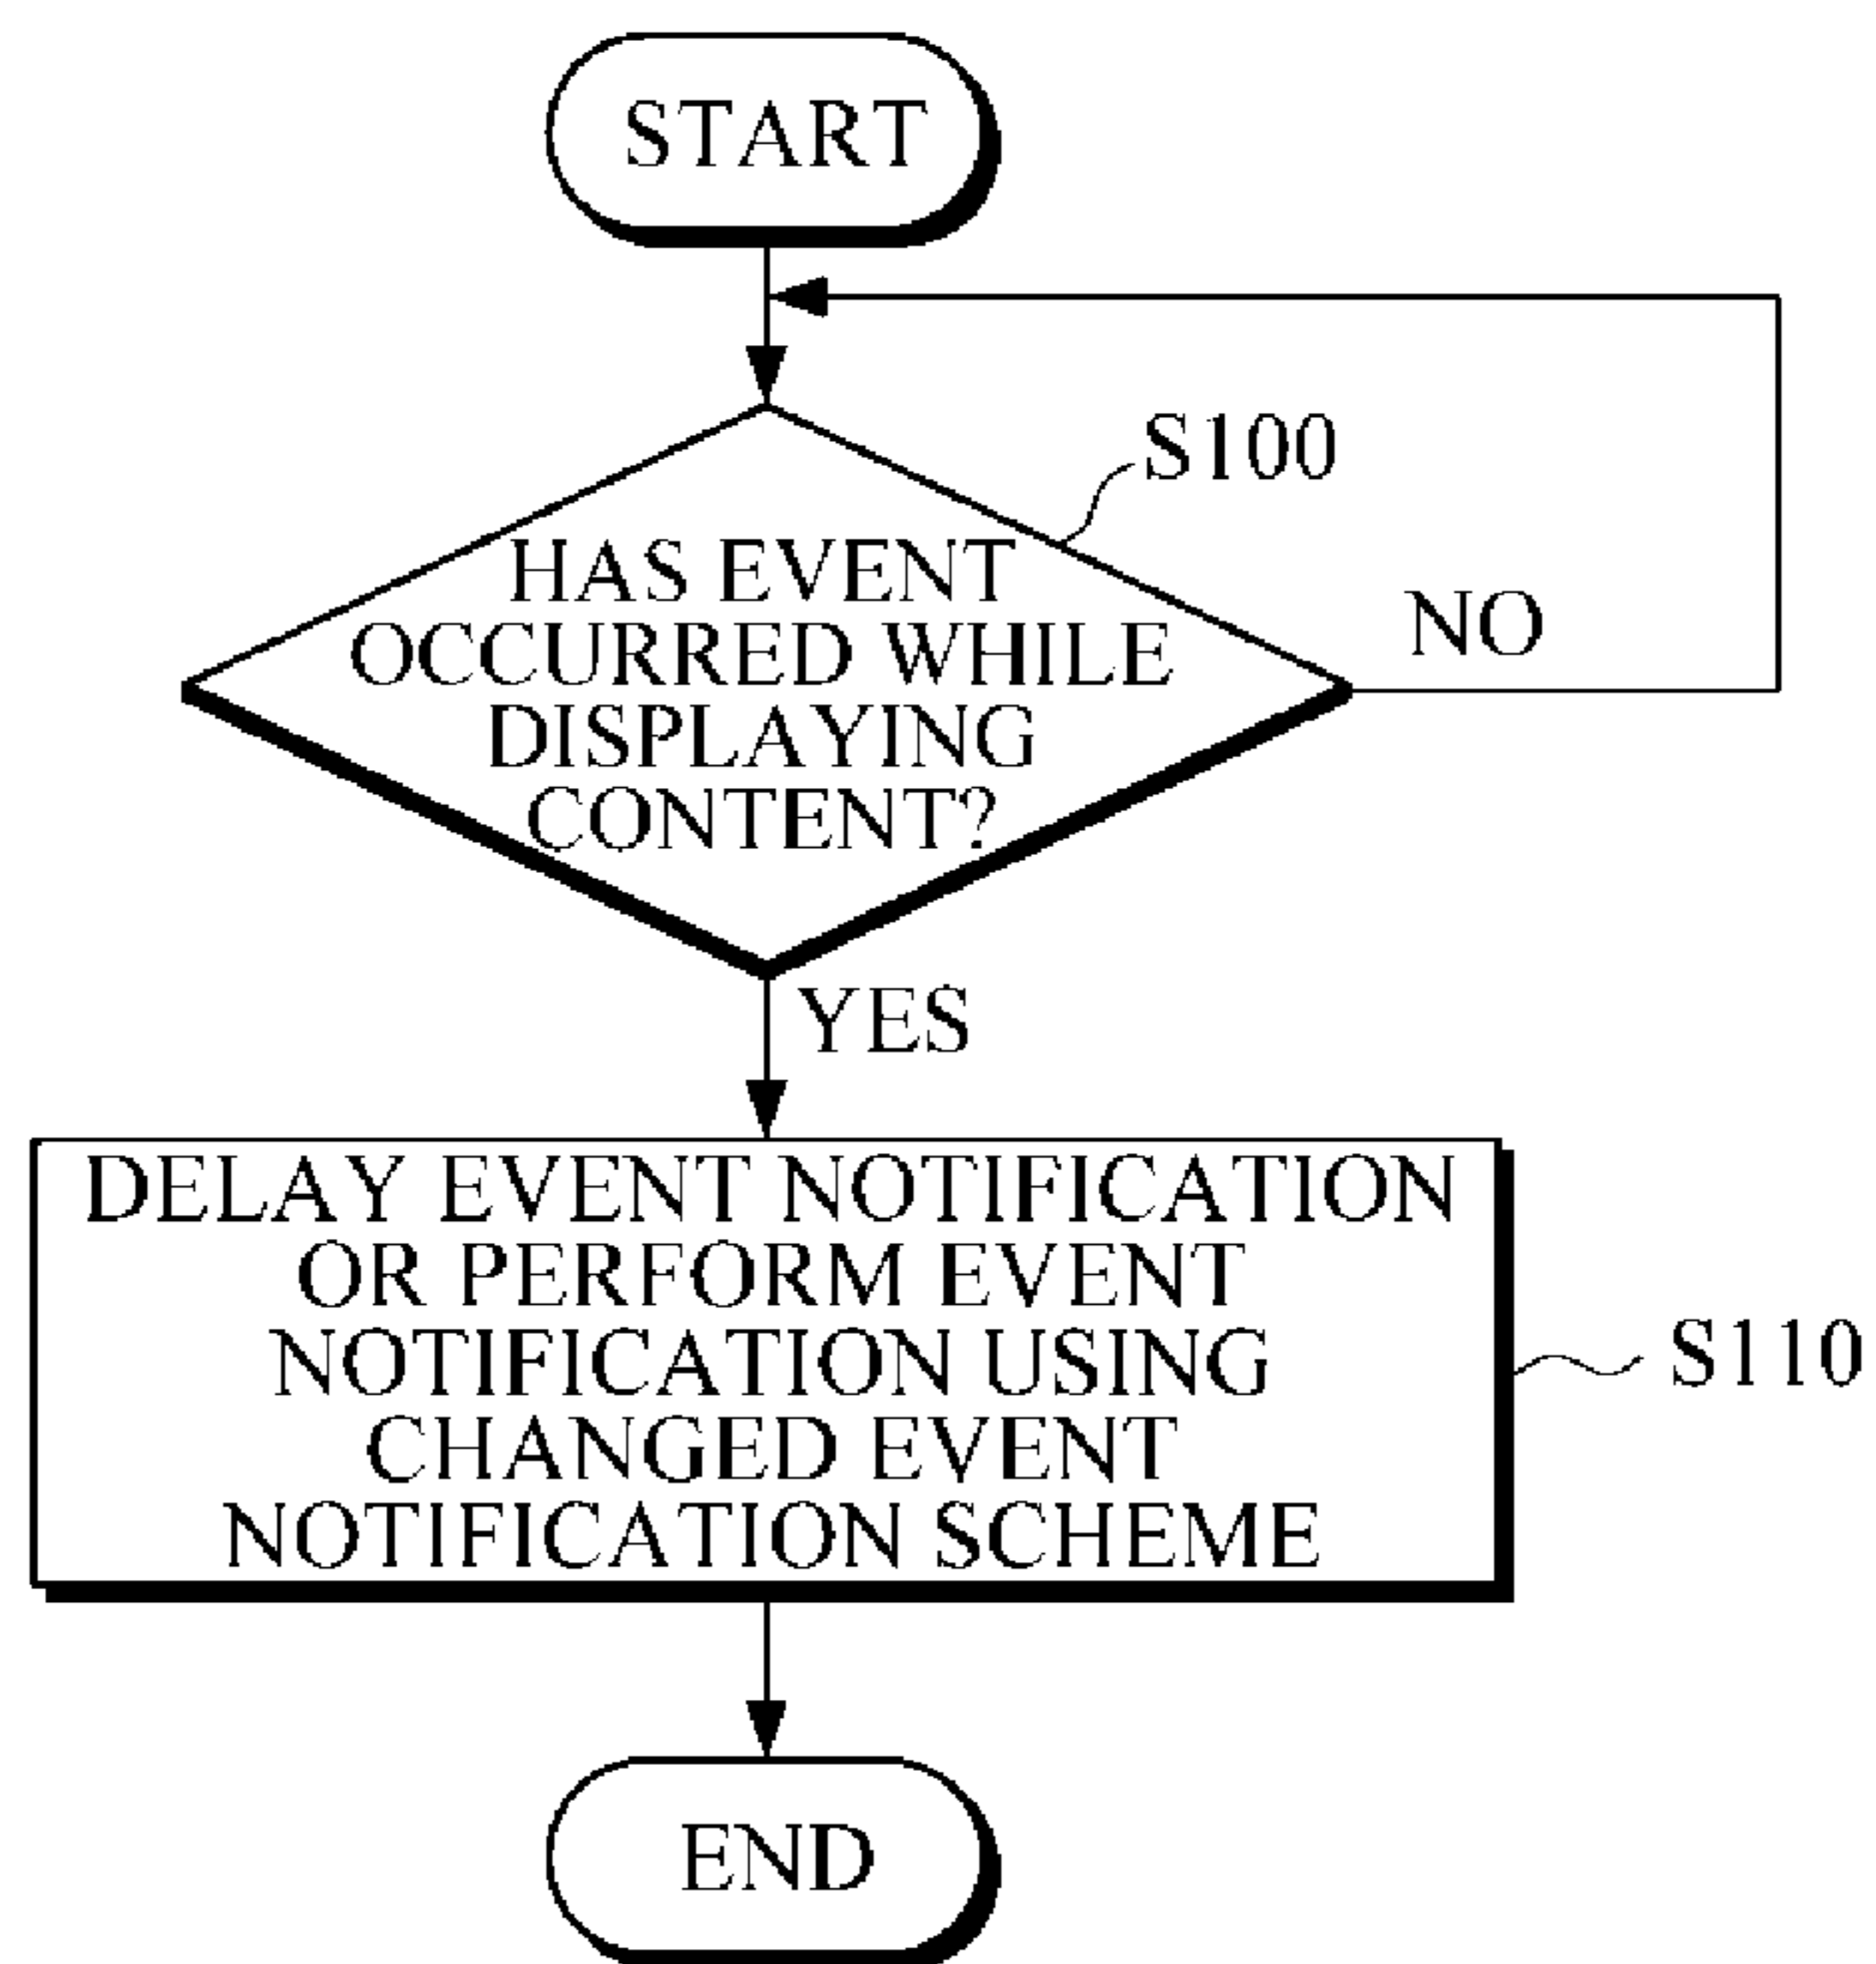 START
S100
HAS EVENT
OCCURRED WHILE
DISPLAYING
CONTENT?
NO
YES
DELAY EVENT NOTIFICATION
OR PERFORM EVENT
NOTIFICATION USING
CHANGED EVENT
NOTIFICATION SCHEME
S110
END